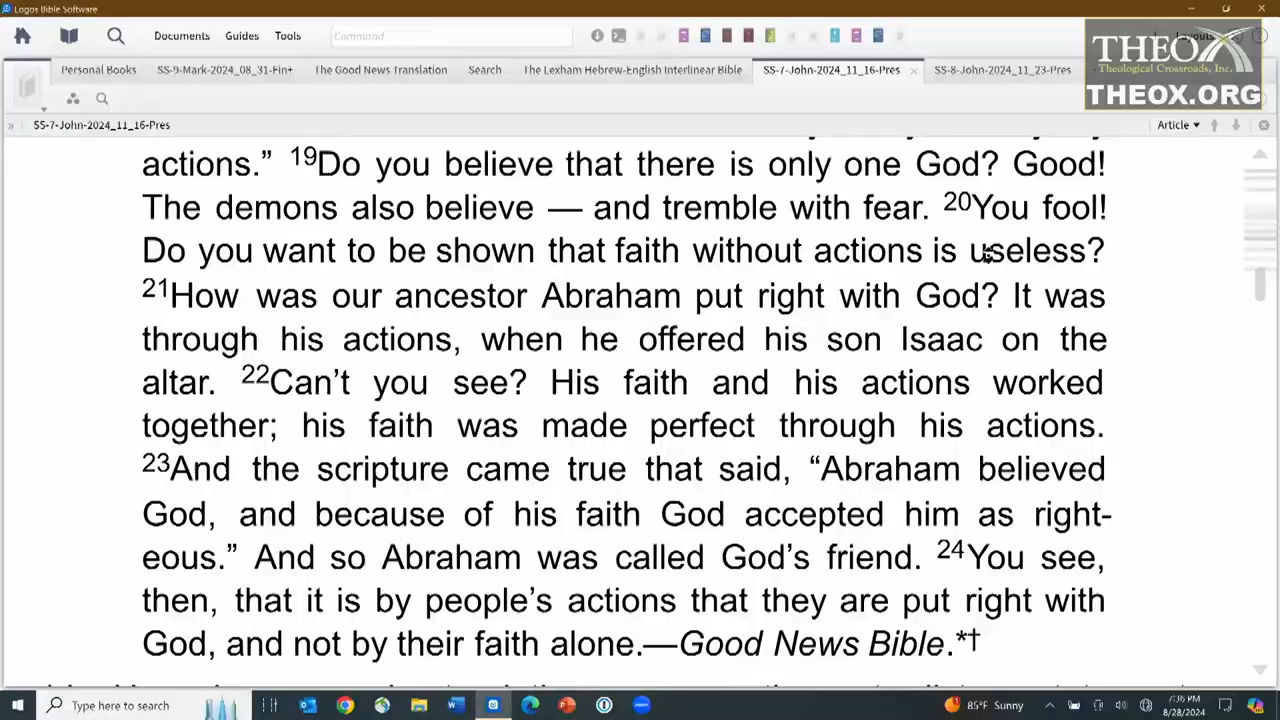 Logos Bible Software
Documents Guides Tools Command Layouts
THEOX
Theological Crossroads, Inc.
THEOX.ORG
Personal Books SS-9-Mark-2024_08_31-Fin+ The Good News Translation The Lexham Hebrew-English Interlinear Bible SS-7-John-2024_11_16-Pres SS-8-John-2024_11_23-Pres
SS-7-John-2024_11_16-Pres Article
actions.” 19Do you believe that there is only one God? Good!
The demons also believe — and tremble with fear. 20You fool!
Do you want to be shown that faith without actions is useless?
21How was our ancestor Abraham put right with God? It was
through his actions, when he offered his son Isaac on the
altar. 22Can’t you see? His faith and his actions worked
together; his faith was made perfect through his actions.
23And the scripture came true that said, “Abraham believed
God, and because of his faith God accepted him as right-
eous.” And so Abraham was called God’s friend. 24You see,
then, that it is by people’s actions that they are put right with
God, and not by their faith alone.—Good News Bible.*†
Type here to search 85°F Sunny
8/28/2024